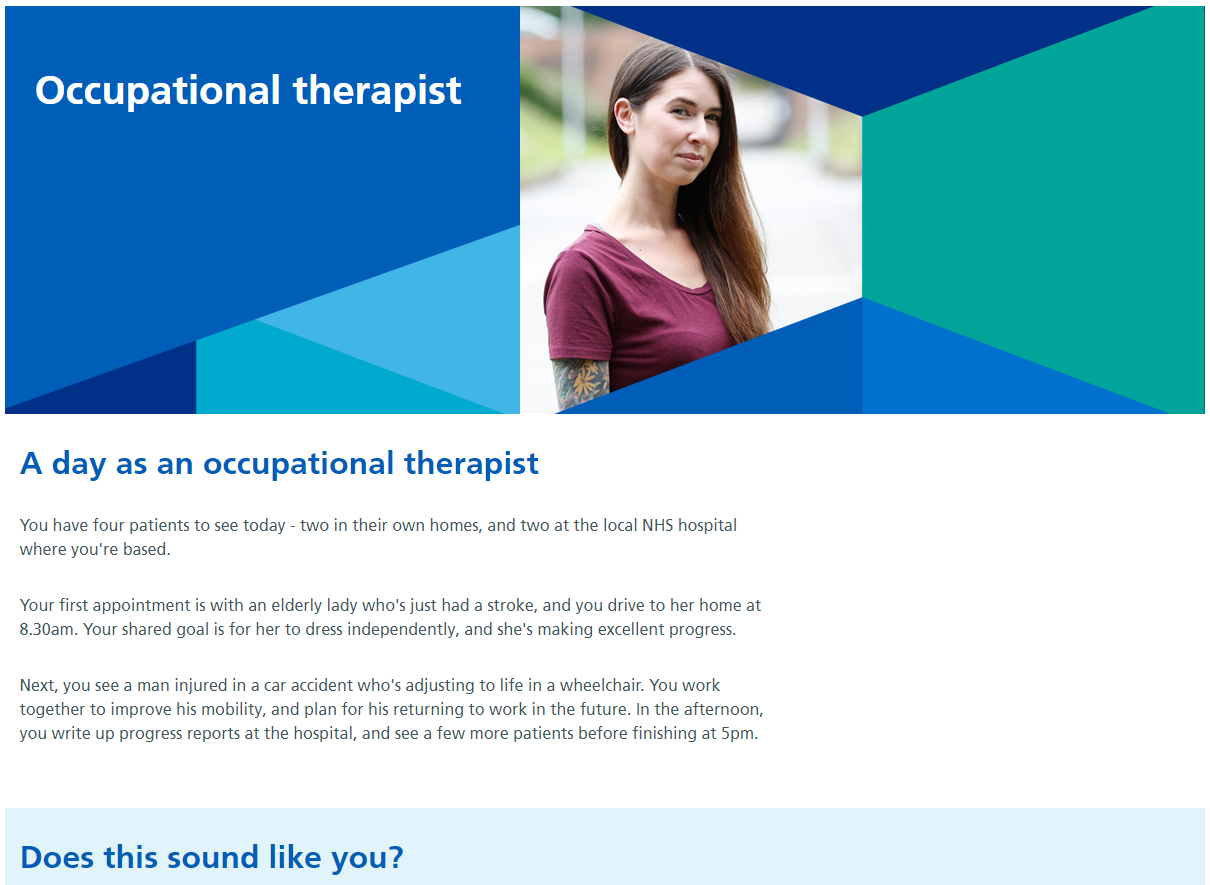 Occupational therapist
A day as an occupational therapist
You have four patients to see today - two in their own homes, and two at the local NHS hospital
where you're based.
Your first appointment is with an elderly lady who's just had a stroke, and you drive to her home at
8.30am. Your shared goal is for her to dress independently, and she's making excellent progress.
Next, you see a man injured in a car accident who's adjusting to life in a wheelchair. You work
together to improve his mobility, and plan for his returning to work in the future. In the afternoon,
you write up progress reports at the hospital, and see a few more patients before finishing at 5pm.
Does this sound like you?